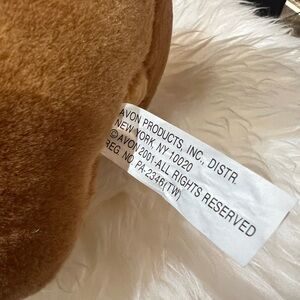 AVON PRODUCTS, INC., DISTR.
NEW YORK, NY 10020
©AVON 2001-ALL RIGHTS RESERVED
REG. NO. PA-2346(TW)